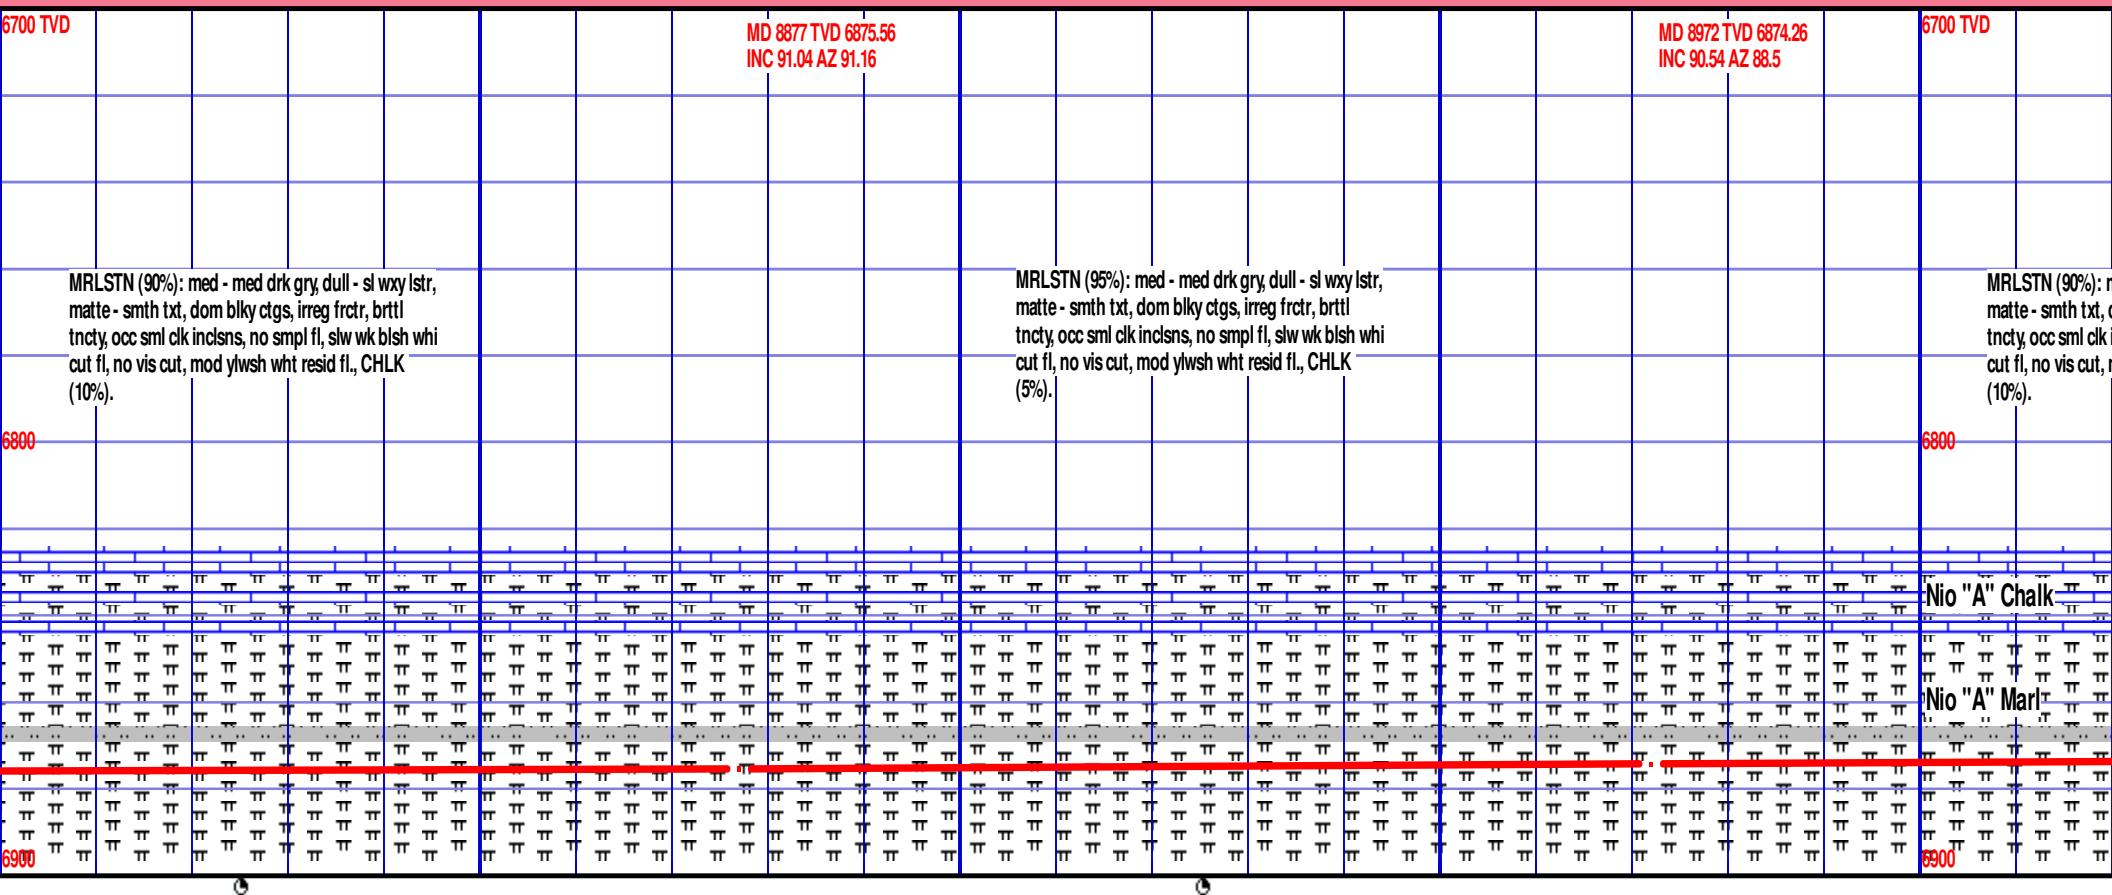 6700 TVD
MD 8877 TVD 6875.56
INC 91.04 AZ 91.16
MD 8972 TVD 6874.26
INC 90.54 AZ 88.5
6700 TVD
MRLSTN (90%): med - med drk gry, dull - sl wxy lstr,
matte - smth txt, dom blky ctgs, irreg frctr, brttl
tncty, occ sml clk inclsns, no smpl fl, slw wk blsh whi
cut fl, no vis cut, mod ylwsh wht resid fl., CHLK
(10%).
MRLSTN (95%): med - med drk gry, dull - sl wxy lstr,
matte - smth txt, dom blky ctgs, irreg frctr, brttl
tncty, occ sml clk inclsns, no smpl fl, slw wk blsh whi
cut fl, no vis cut, mod ylwsh wht resid fl., CHLK
(5%).
MRLSTN (90%):
matte - smth txt,
tncty, occ sml clk
cut fl, no vis cut,
(10%).
6800
6800
Nio "A" Chalk
Nio "A" Marl
6900
6900